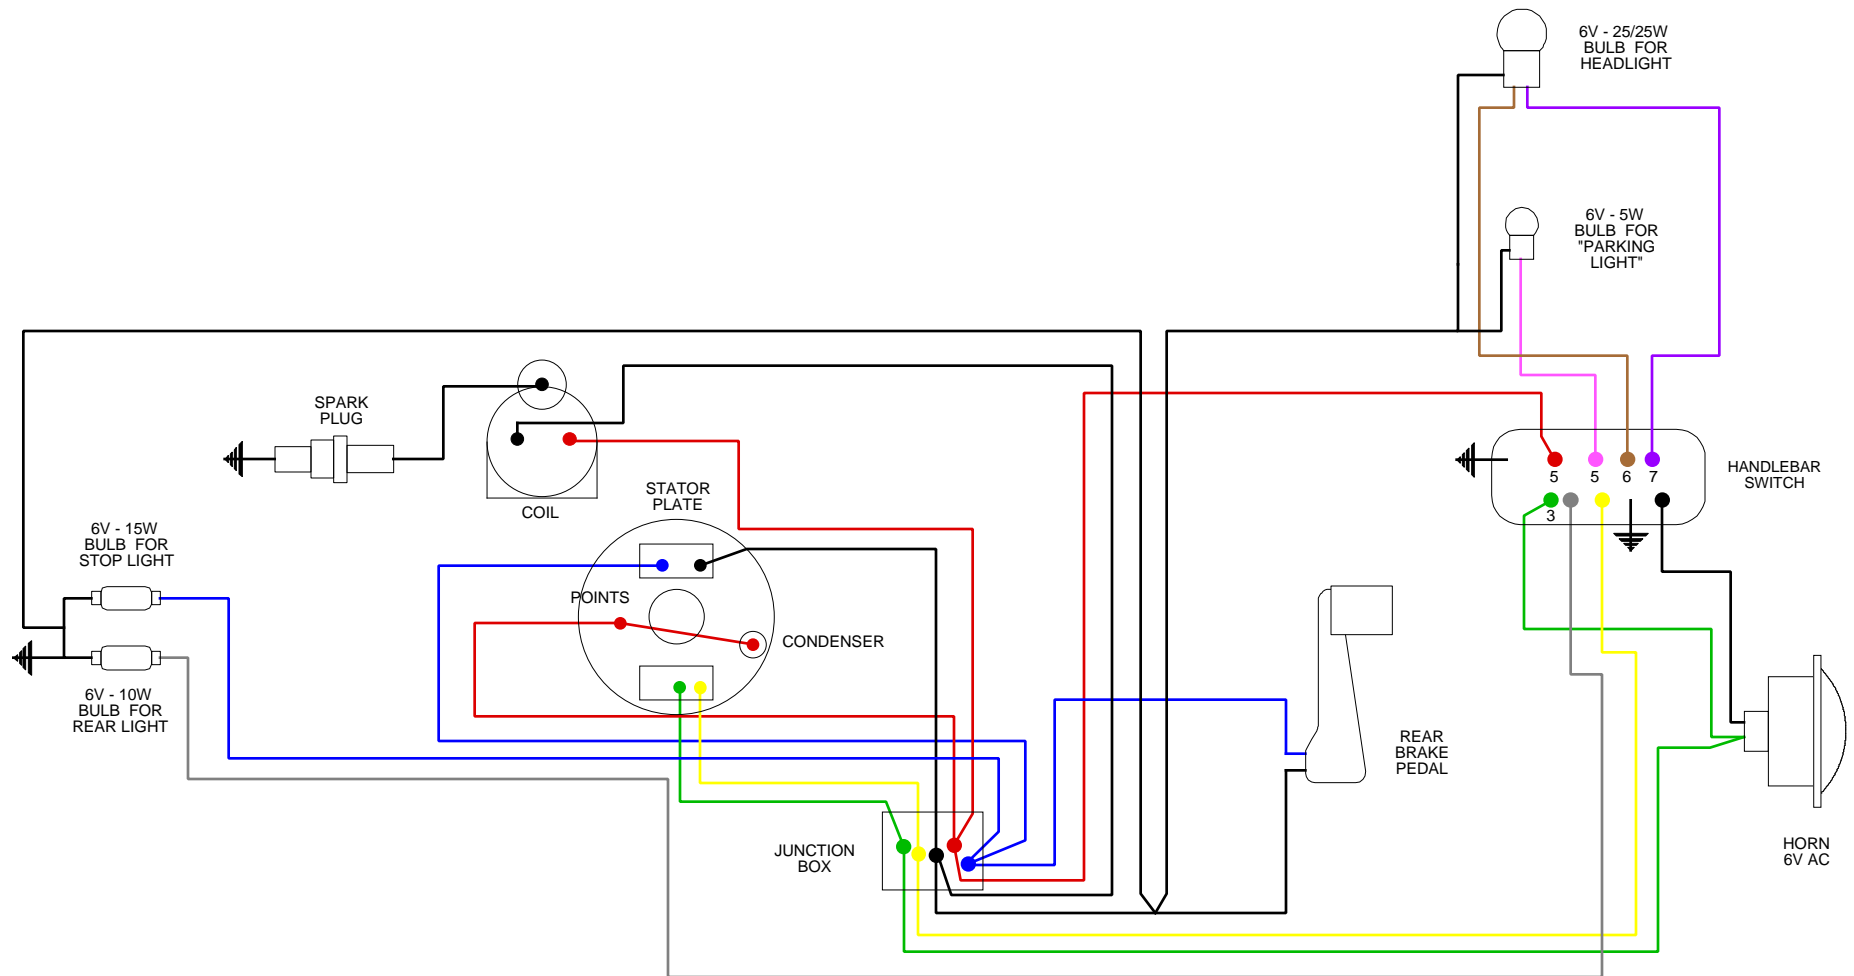 6V - 25/25W
BULB FOR
HEADLIGHT
6V - 5W
BULB FOR
"PARKING
LIGHT"
SPARK
PLUG
COIL
STATOR
PLATE
HANDLEBAR
SWITCH
5 5 6 7
3
6V - 15W
BULB FOR
STOP LIGHT
POINTS
CONDENSER
6V - 10W
BULB FOR
REAR LIGHT
REAR
BRAKE
PEDAL
JUNCTION
BOX
HORN
6V AC